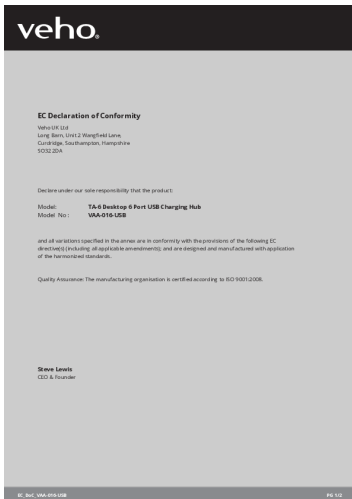 veho.
EC Declaration of Conformity
Veho UK Ltd
Long Barn, Unit 2 Wangfield Lane,
Curdridge, Southampton, Hampshire
SO32 2DA
Declare under our sole responsibility that the product:
Model: TA-6 Desktop 6 Port USB Charging Hub
Model No : VAA-016-USB
and all variations specified in the annex are in conformity with the provisions of the following EC
directive(s) (including all applicable amendments); and are designed and manufactured with application
of the harmonized standards.
Quality Assurance: The manufacturing organisation is certified according to ISO 9001:2008.
Steve Lewis
CEO & Founder
EC_DoC_VAA-016-USB PG 1/2